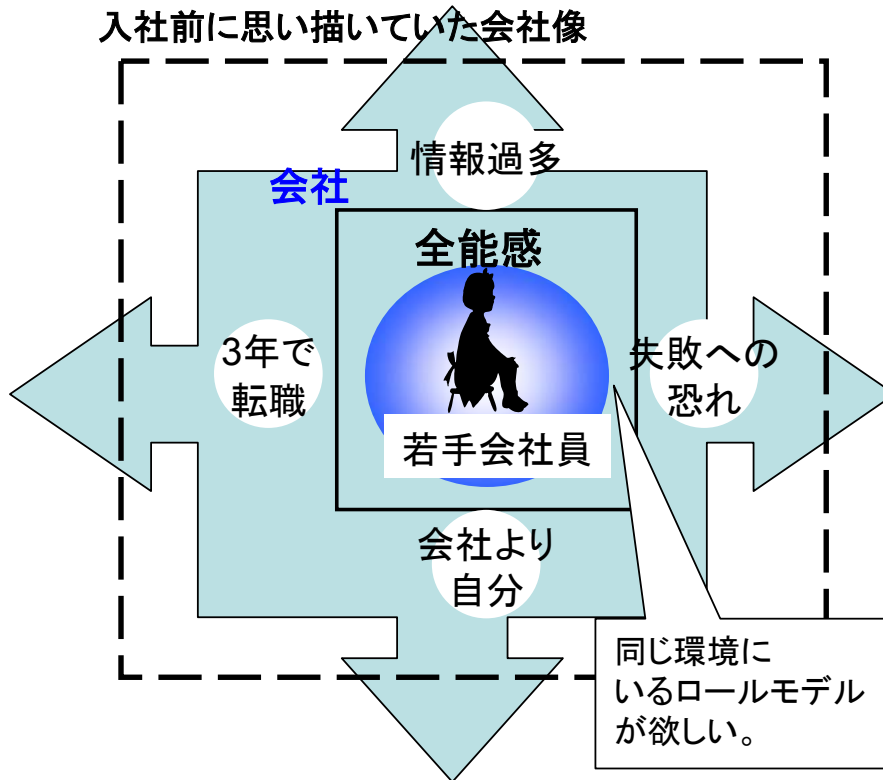 入社前に思い描いていた会社像
情報過多
会社
全能感
3年で
転職
失敗への
恐れ
若手会社員
会社より
自分
同じ環境に
いるロールモデル
が欲しい。